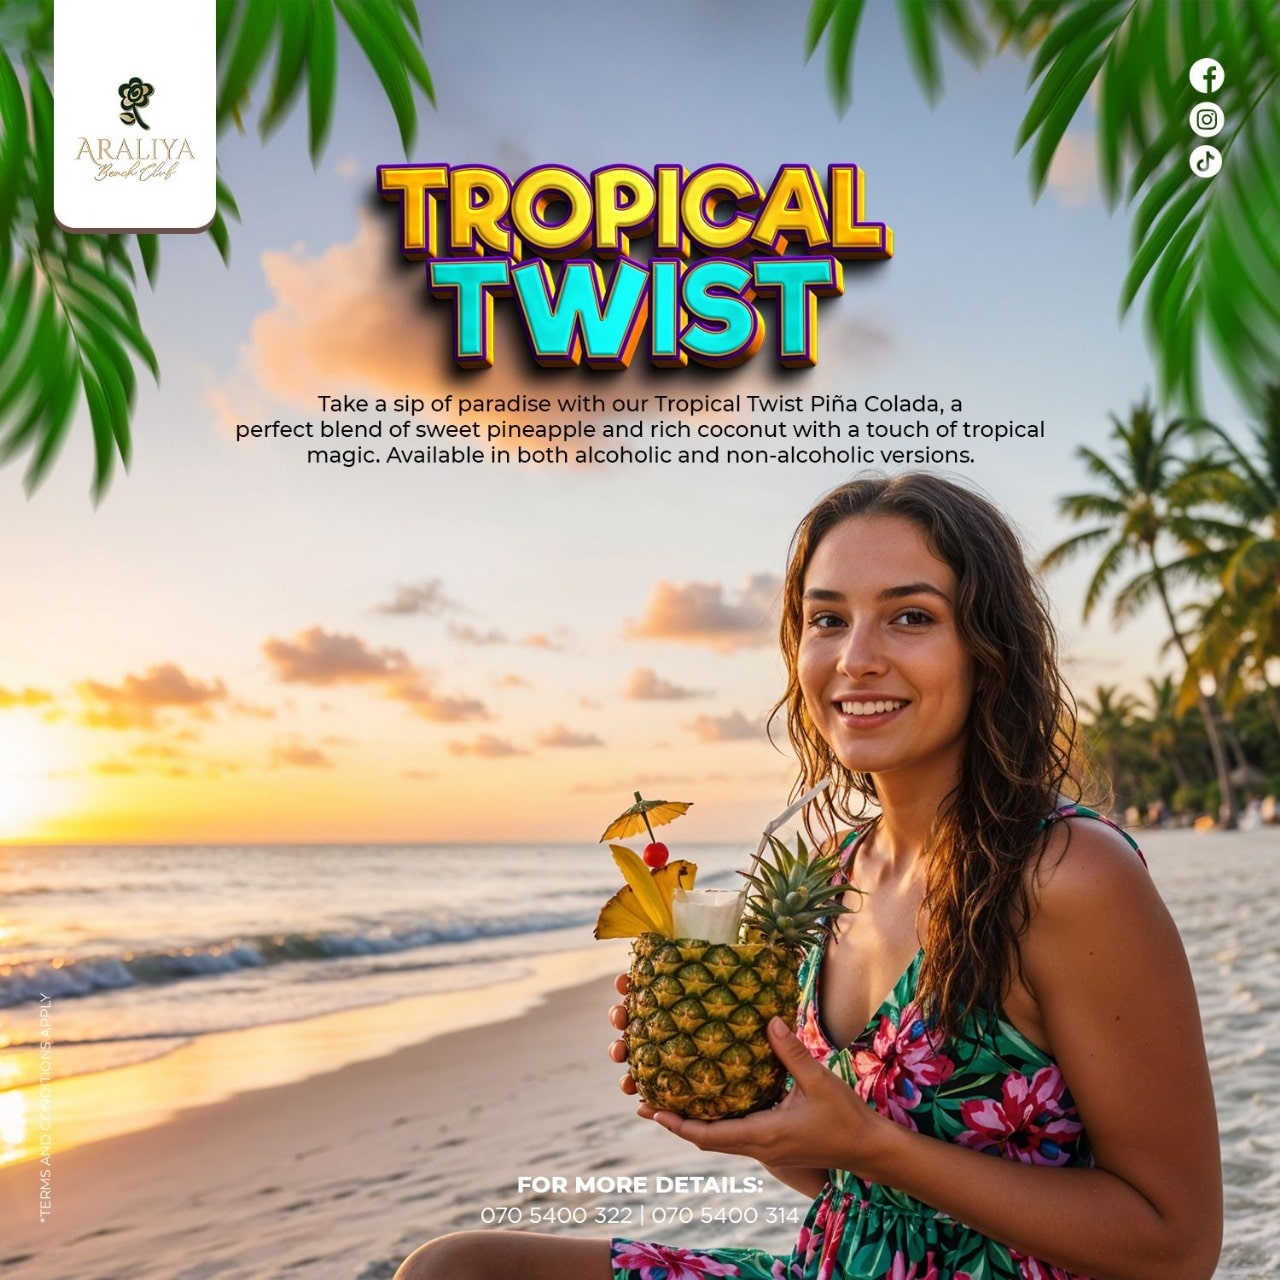 ARALIYA
Beach Club
TROPICAL
TWIST
Take a sip of paradise with our Tropical Twist Piña Colada, a
perfect blend of sweet pineapple and rich coconut with a touch of tropical
magic. Available in both alcoholic and non-alcoholic versions.
*TERMS AND CONDITIONS APPLY
FOR MORE DETAILS:
070 5400 322 | 070 5400 314